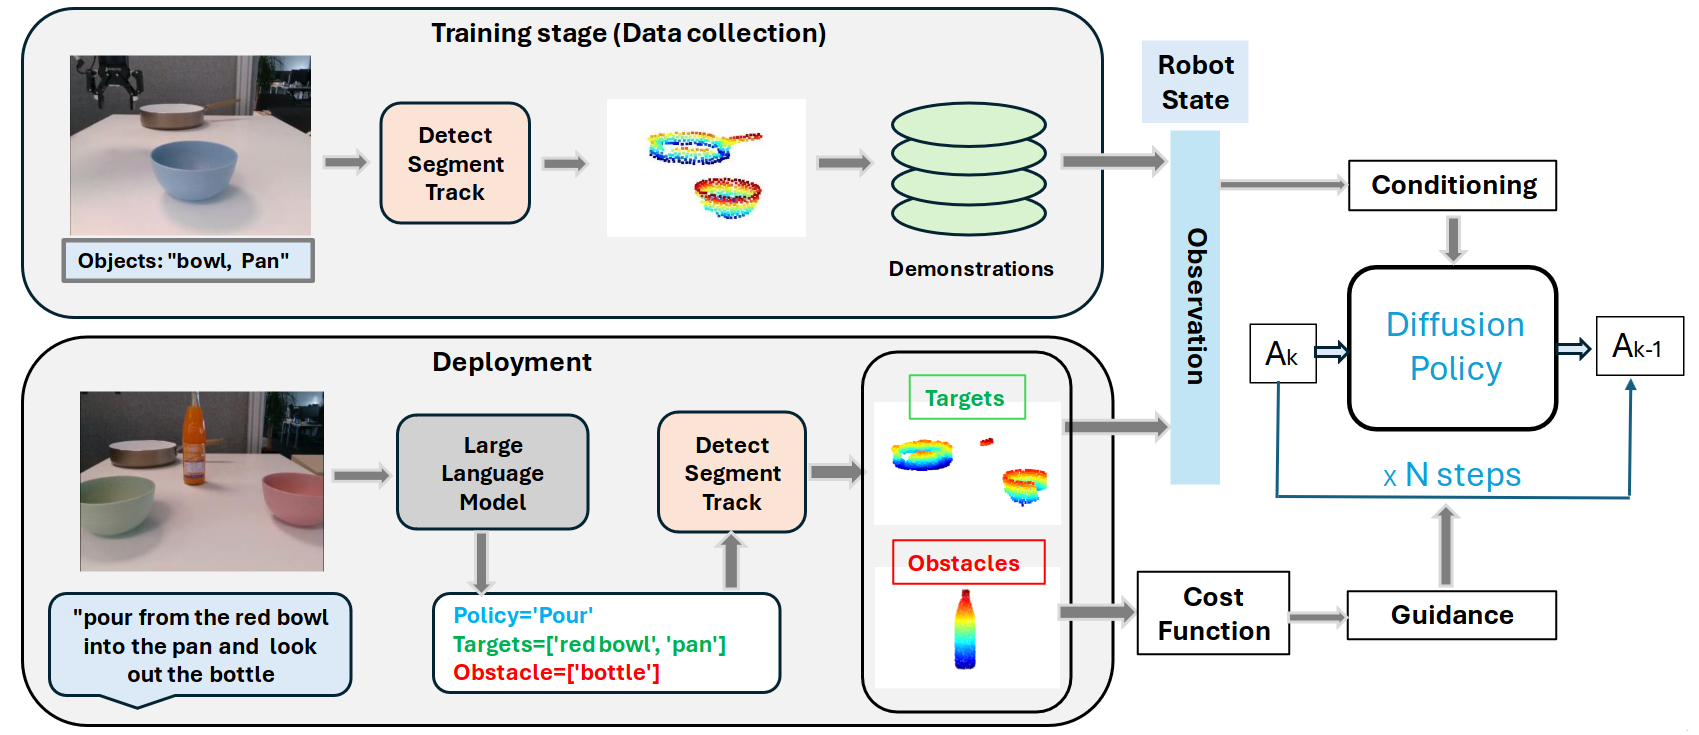 Training stage (Data collection)
Objects: "bowl, Pan"
Detect
Segment
Track
Demonstrations
Robot
State
Observation
Conditioning
Diffusion
Policy
Ak
Ak-1
x N steps
Deployment
"pour from the red bowl
into the pan and look
out the bottle
Large
Language
Model
Policy='Pour'
Targets=['red bowl', 'pan']
Obstacle=['bottle']
Detect
Segment
Track
Targets
Obstacles
Cost
Function
Guidance